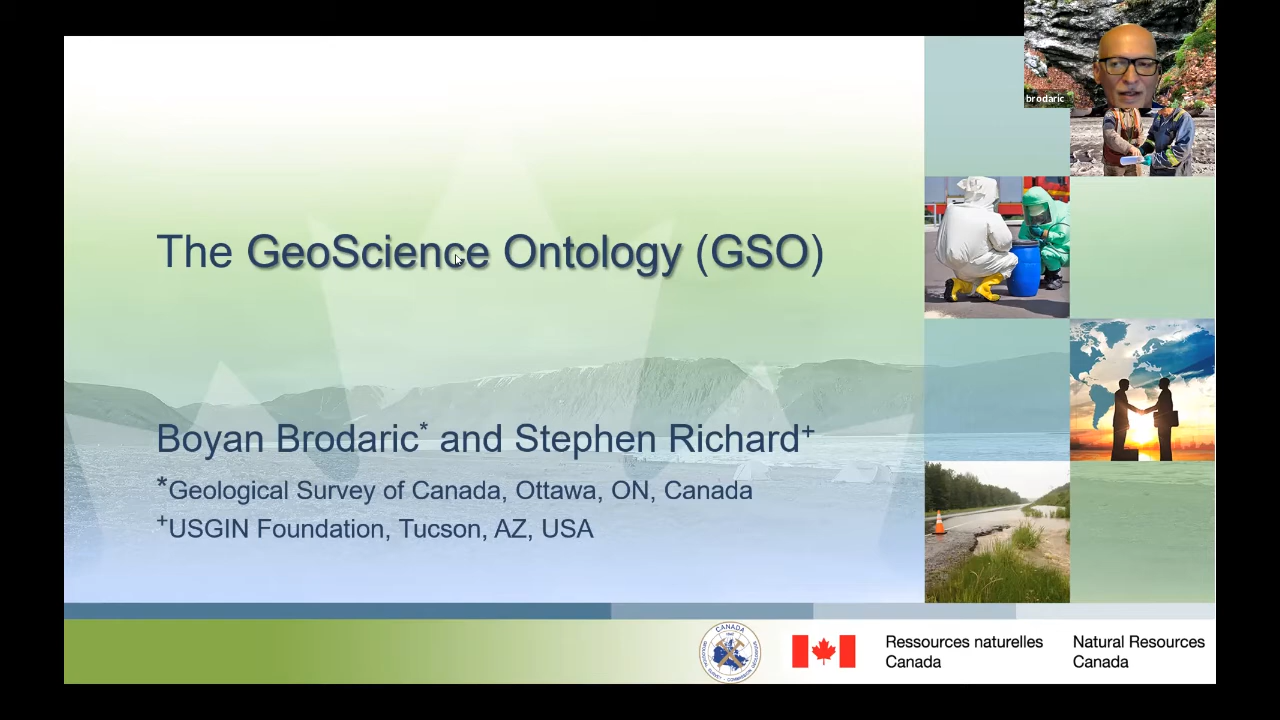 brodaric
The GeoScience Ontology (GSO)
Boyan Brodaric* and Stephen Richard+
*Geological Survey of Canada, Ottawa, ON, Canada
+USGIN Foundation, Tucson, AZ, USA
CANADA
Ressources naturelles
Canada
Natural Resources
Canada